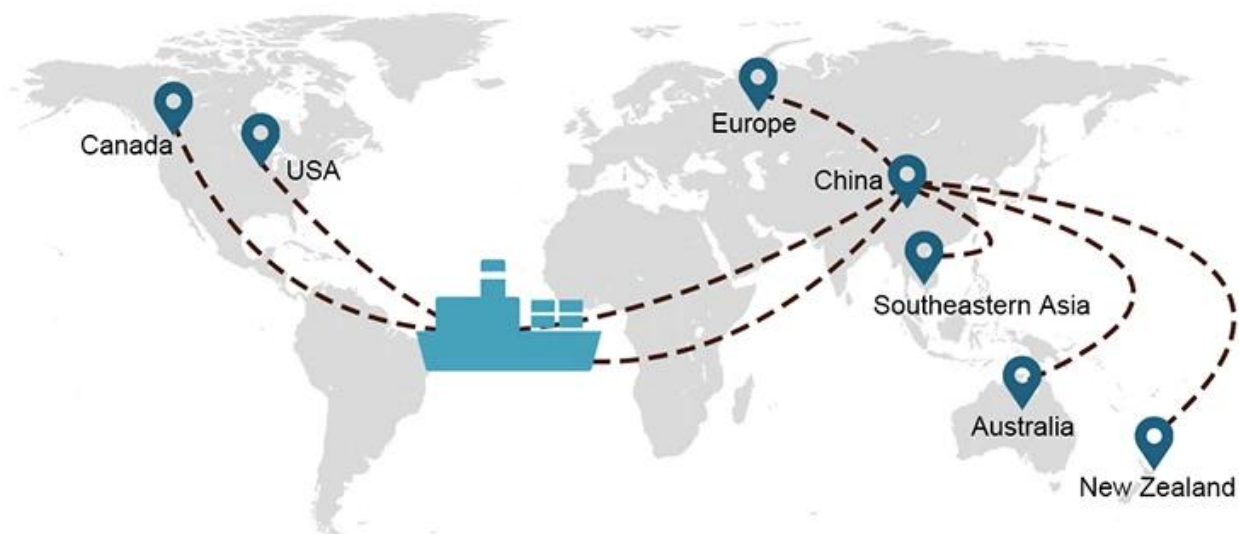 Canada
USA
Europe
China
Southeastern Asia
Australia
New Zealand